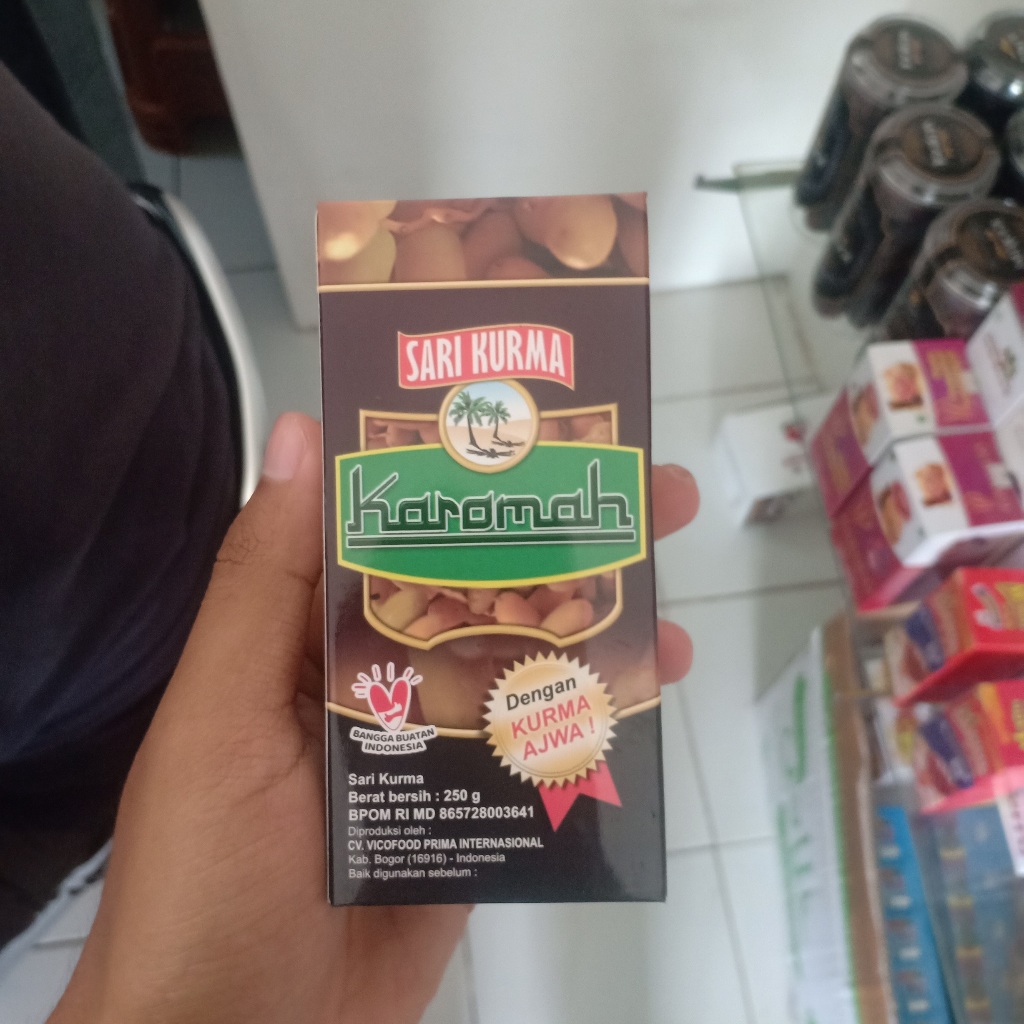 SARI KURMA
Karomah
Dengan
KURMA
AJWA !
BANGGA BUATAN
INDONESIA
Sari Kurma
Berat bersih : 250 g
BPOM RI MD 865728003641
Diproduksi oleh :
CV. VICOFOOD PRIMA INTERNASIONAL
Kab. Bogor (16916) - Indonesia
Baik digunakan sebelum :